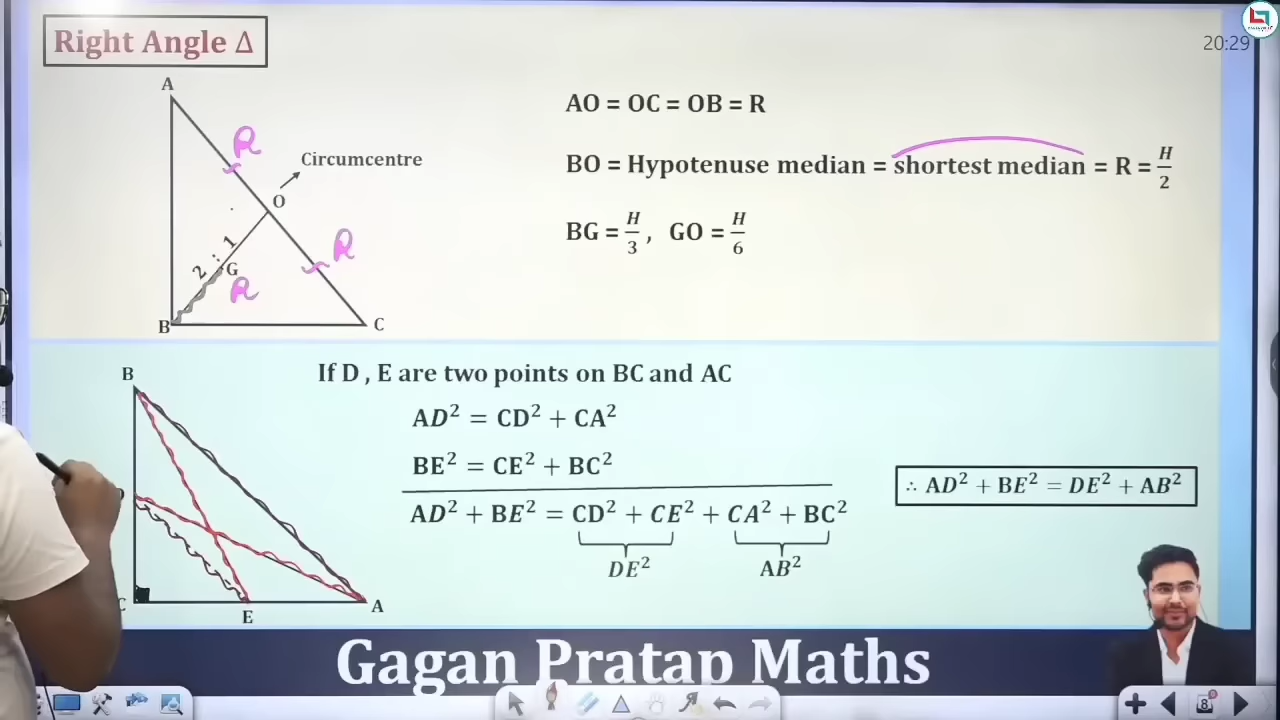 Right Angle Δ
20:29
A
R
Circumcentre
O
R
2 : 1
G
R
B
C
AO = OC = OB = R
BO = Hypotenuse median = shortest median = R = H/2
BG = H/3 , GO = H/6
If D , E are two points on BC and AC
AD² = CD² + CA²
BE² = CE² + BC²
AD² + BE² = CD² + CE² + CA² + BC²
DE²
AB²
∴ AD² + BE² = DE² + AB²
B
C
E
A
Gagan Pratap Maths
8